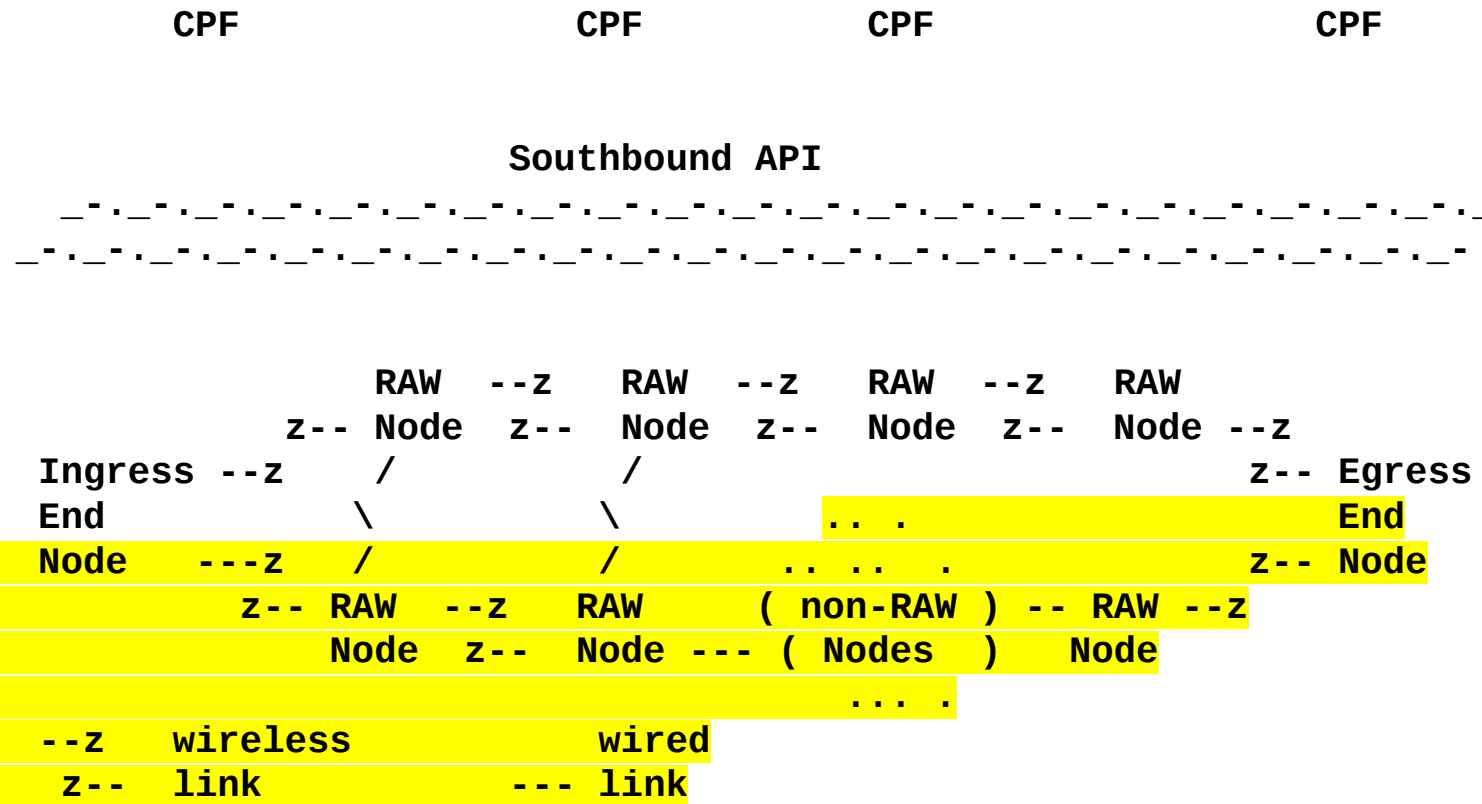 CPF                    CPF          CPF                 CPF
Southbound API
_-._-._-._-._-._-._-._-._-._-._-._-._-._-._-._-._-._-._-._-._-._
_-._-._-._-._-._-._-._-._-._-._-._-._-._-._-._-._-._-._-._-._-._-
RAW  --z   RAW  --z   RAW  --z   RAW
z-- Node  z--  Node  z--  Node  z--  Node --z
Ingress --z    /          /                           z-- Egress
End           \          \         .. .                   End
Node   ---z   /          /       .. ..  .             z-- Node
z-- RAW  --z   RAW     ( non-RAW ) -- RAW --z
Node  z--  Node --- ( Nodes  )   Node
... .
--z   wireless           wired
z--  link           --- link